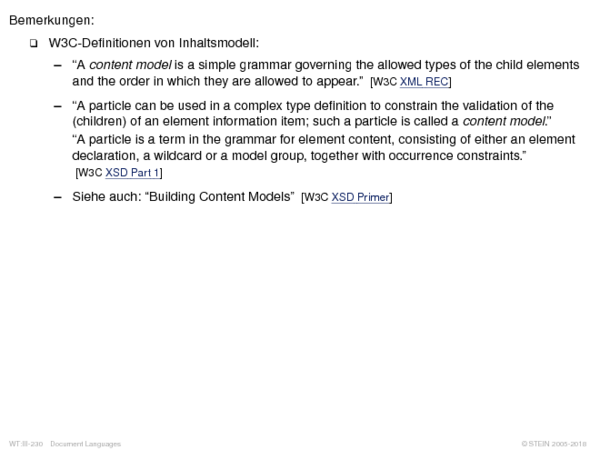 Bemerkungen:
❑ W3C-Definitionen von Inhaltsmodell:
– “A content model is a simple grammar governing the allowed types of the child elements
and the order in which they are allowed to appear.” [W3C XML REC]
– “A particle can be used in a complex type definition to constrain the validation of the
(children) of an element information item; such a particle is called a content model.”
“A particle is a term in the grammar for element content, consisting of either an element
declaration, a wildcard or a model group, together with occurrence constraints.”
[W3C XSD Part 1]
– Siehe auch: “Building Content Models” [W3C XSD Primer]
WT:III-230 Document Languages © STEIN 2005-2018